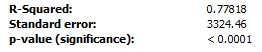 R-Squared: 0.77818
Standard error: 3324.46
p-value (significance): < 0.0001